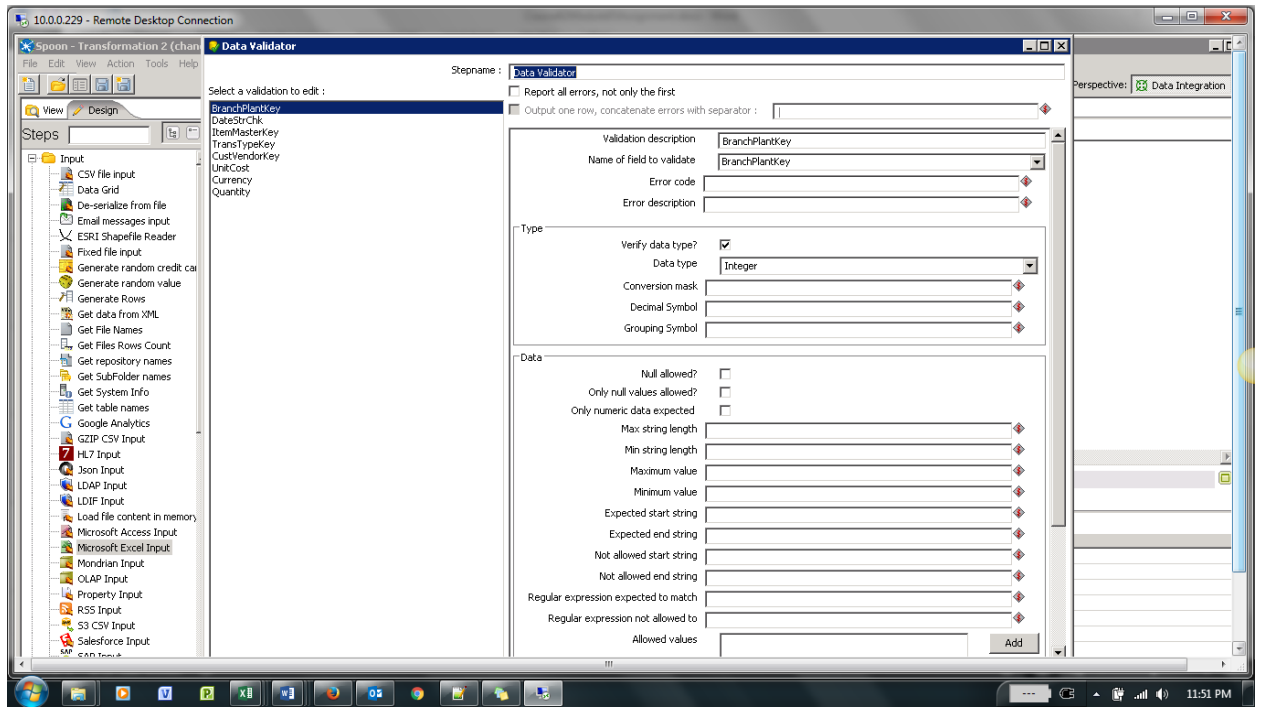 10.0.0.229 - Remote Desktop Connection
Spoon - Transformation 2 (chan
Data Validator
File Edit View Action Tools Help
Stepname :
Data Validator
Perspective:
Data Integration
Select a validation to edit :
Report all errors, not only the first
Output one row, concatenate errors with separator :
View
Design
Steps
BranchPlantKey
DateStrChk
ItemMasterKey
TransTypeKey
CustVendorKey
UnitCost
Currency
Quantity
Input
CSV file input
Data Grid
De-serialize from file
Email messages input
ESRI Shapefile Reader
Fixed file input
Generate random credit car
Generate random value
Generate Rows
Get data from XML
Get File Names
Get Files Rows Count
Get repository names
Get SubFolder names
Get System Info
Get table names
Google Analytics
GZIP CSV Input
HL7 Input
Json Input
LDAP Input
LDIF Input
Load file content in memory
Microsoft Access Input
Microsoft Excel Input
Mondrian Input
OLAP Input
Property Input
RSS Input
S3 CSV Input
Salesforce Input
SAP Input
Validation description
BranchPlantKey
Name of field to validate
BranchPlantKey
Error code
Error description
Type
Verify data type?
Data type
Integer
Conversion mask
Decimal Symbol
Grouping Symbol
Data
Null allowed?
Only null values allowed?
Only numeric data expected
Max string length
Min string length
Maximum value
Minimum value
Expected start string
Expected end string
Not allowed start string
Not allowed end string
Regular expression expected to match
Regular expression not allowed to
Allowed values
Add
11:51 PM